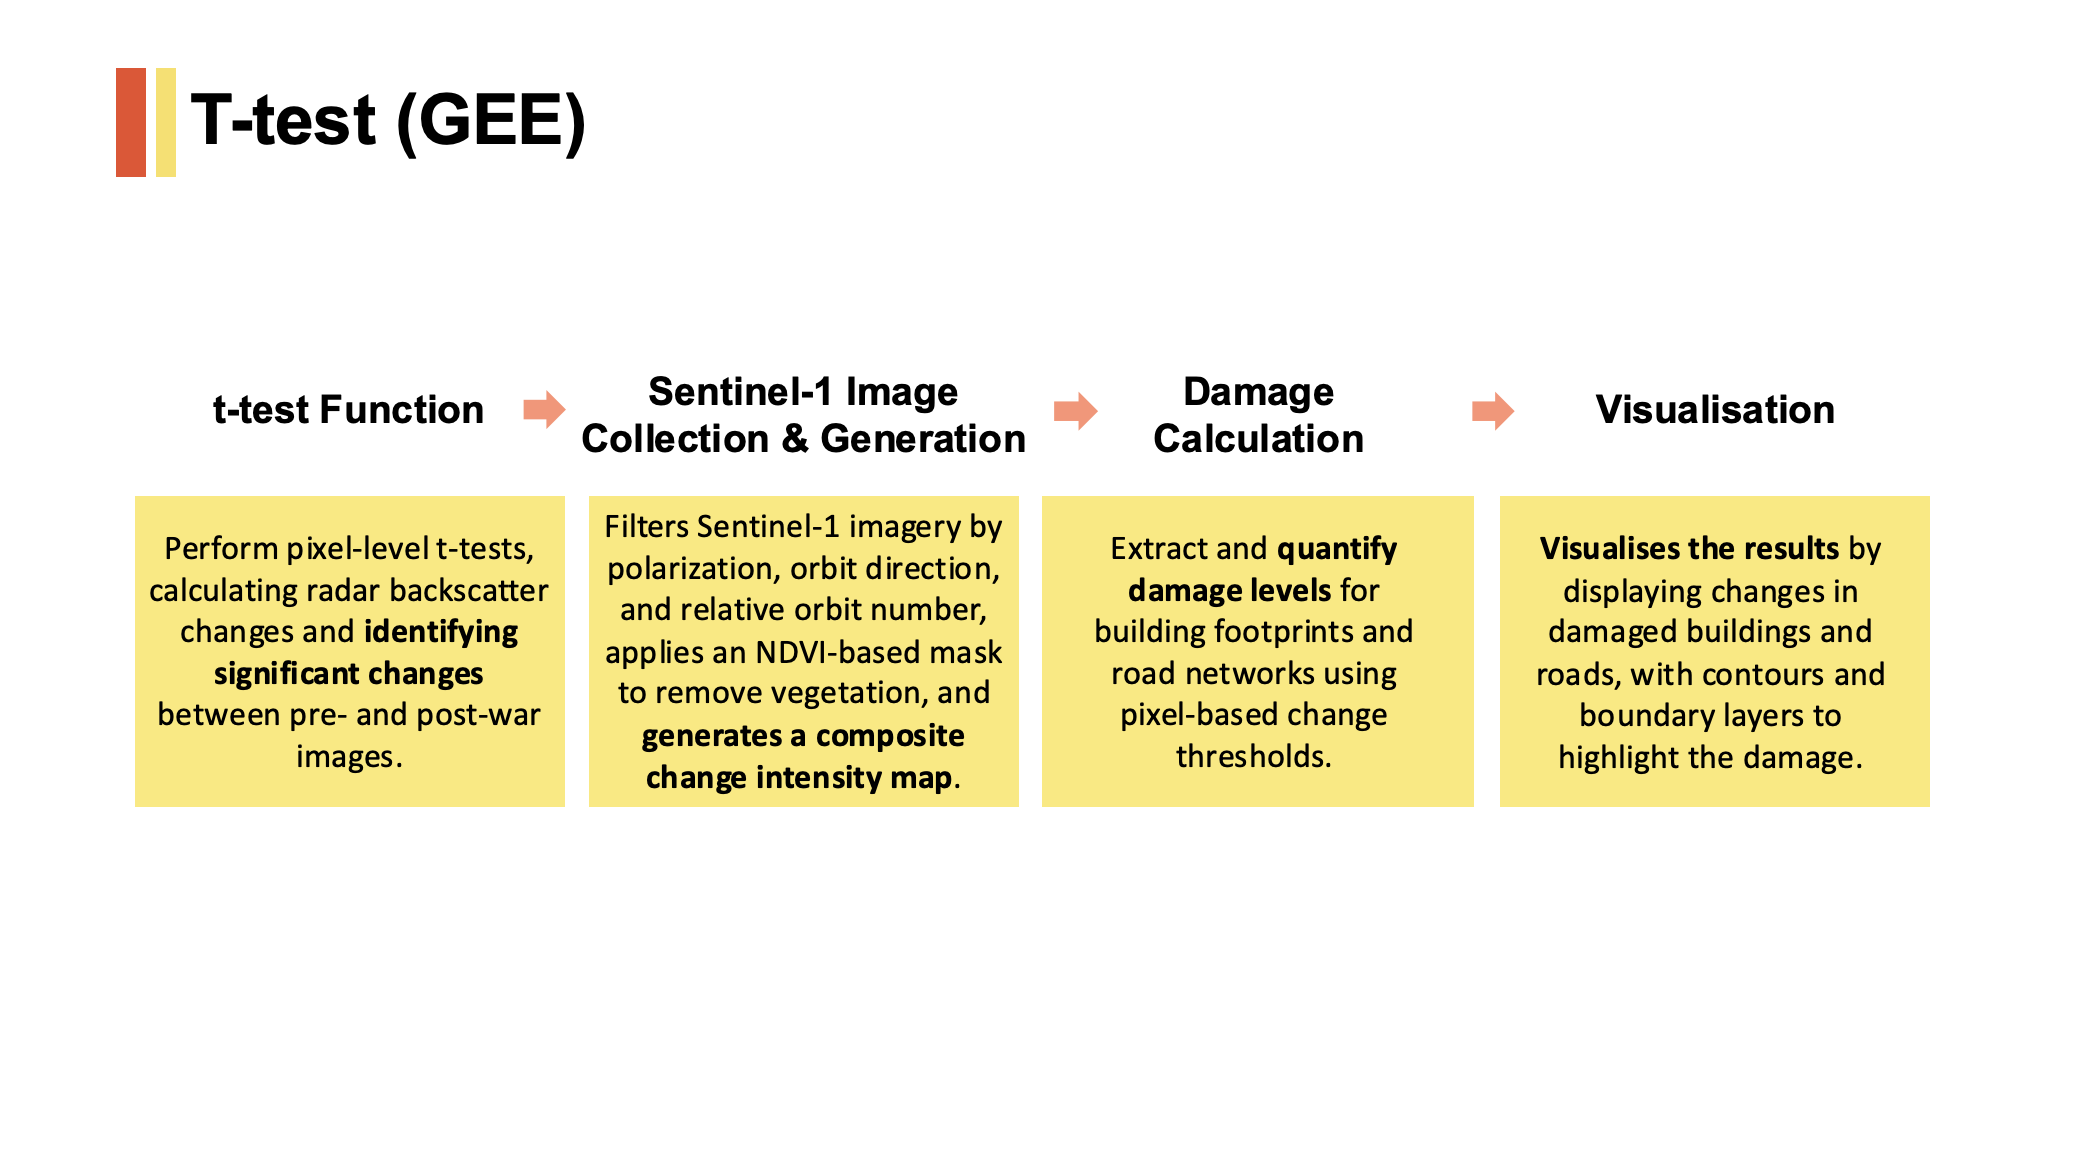 T-test (GEE)
t-test Function
Perform pixel-level t-tests,
calculating radar backscatter
changes and identifying
significant changes
between pre- and post-war
images.
Sentinel-1 Image
Collection & Generation
Filters Sentinel-1 imagery by
polarization, orbit direction,
and relative orbit number,
applies an NDVI-based mask
to remove vegetation, and
generates a composite
change intensity map.
Damage
Calculation
Extract and quantify
damage levels for
building footprints and
road networks using
pixel-based change
thresholds.
Visualisation
Visualises the results by
displaying changes in
damaged buildings and
roads, with contours and
boundary layers to
highlight the damage.